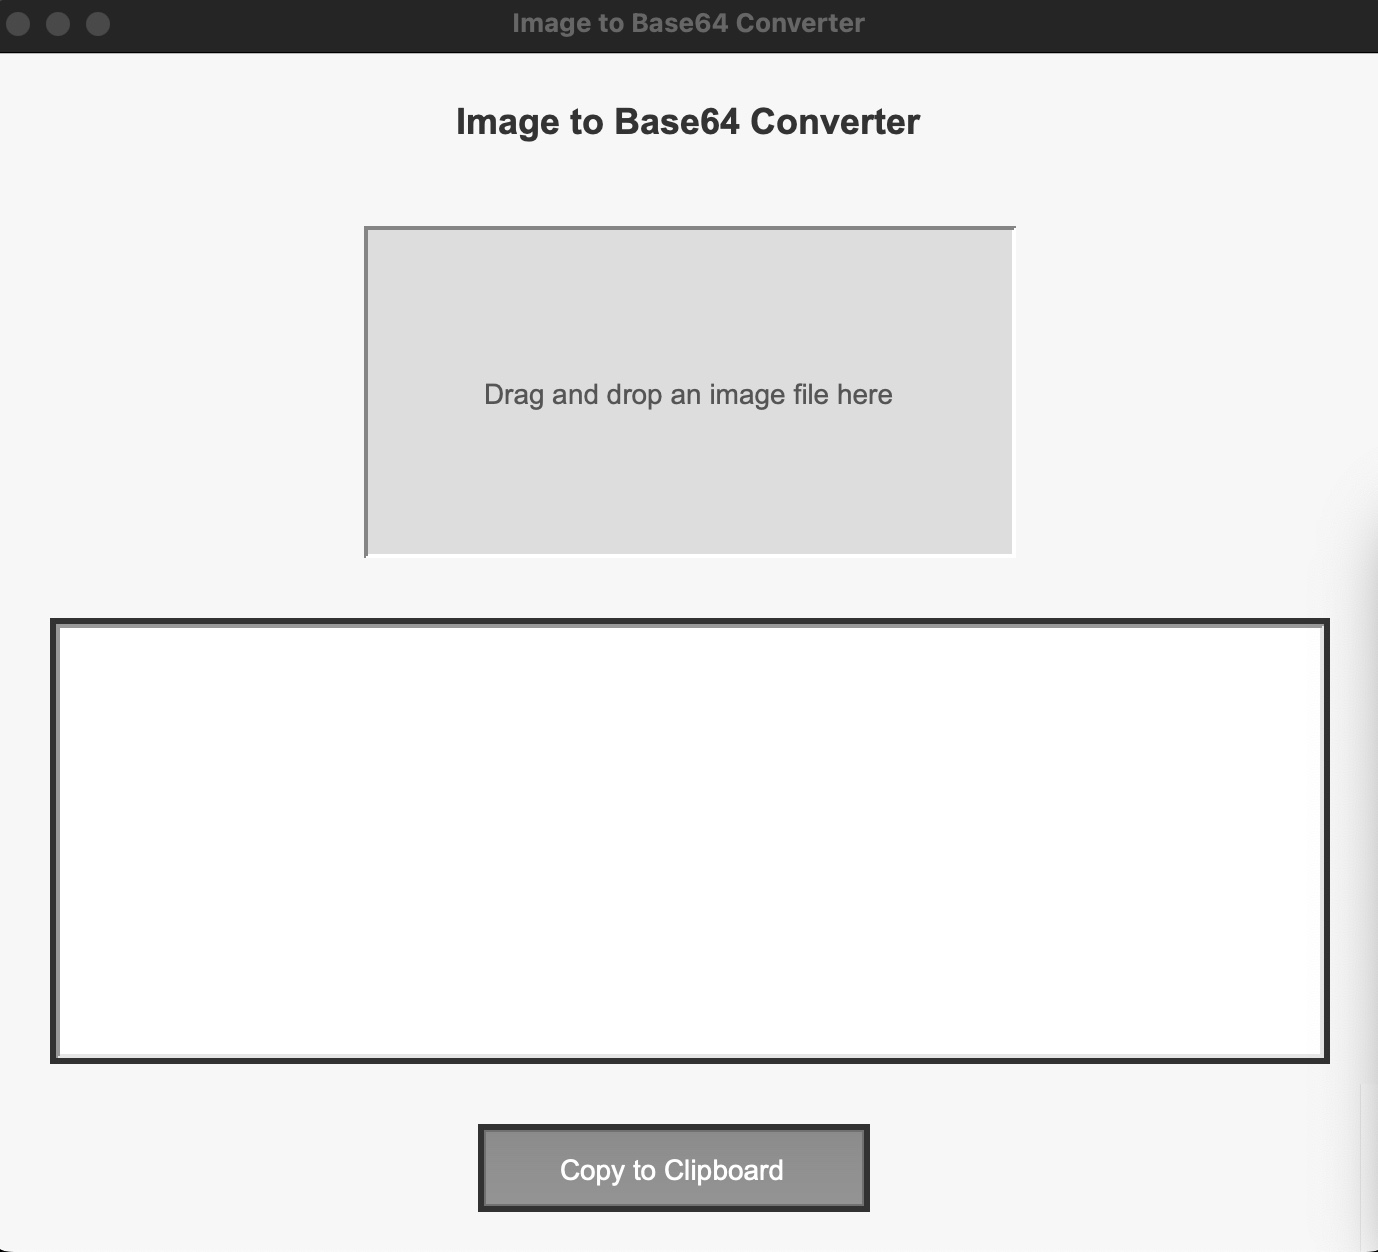 Image to Base64 Converter
Image to Base64 Converter
Drag and drop an image file here
Copy to Clipboard